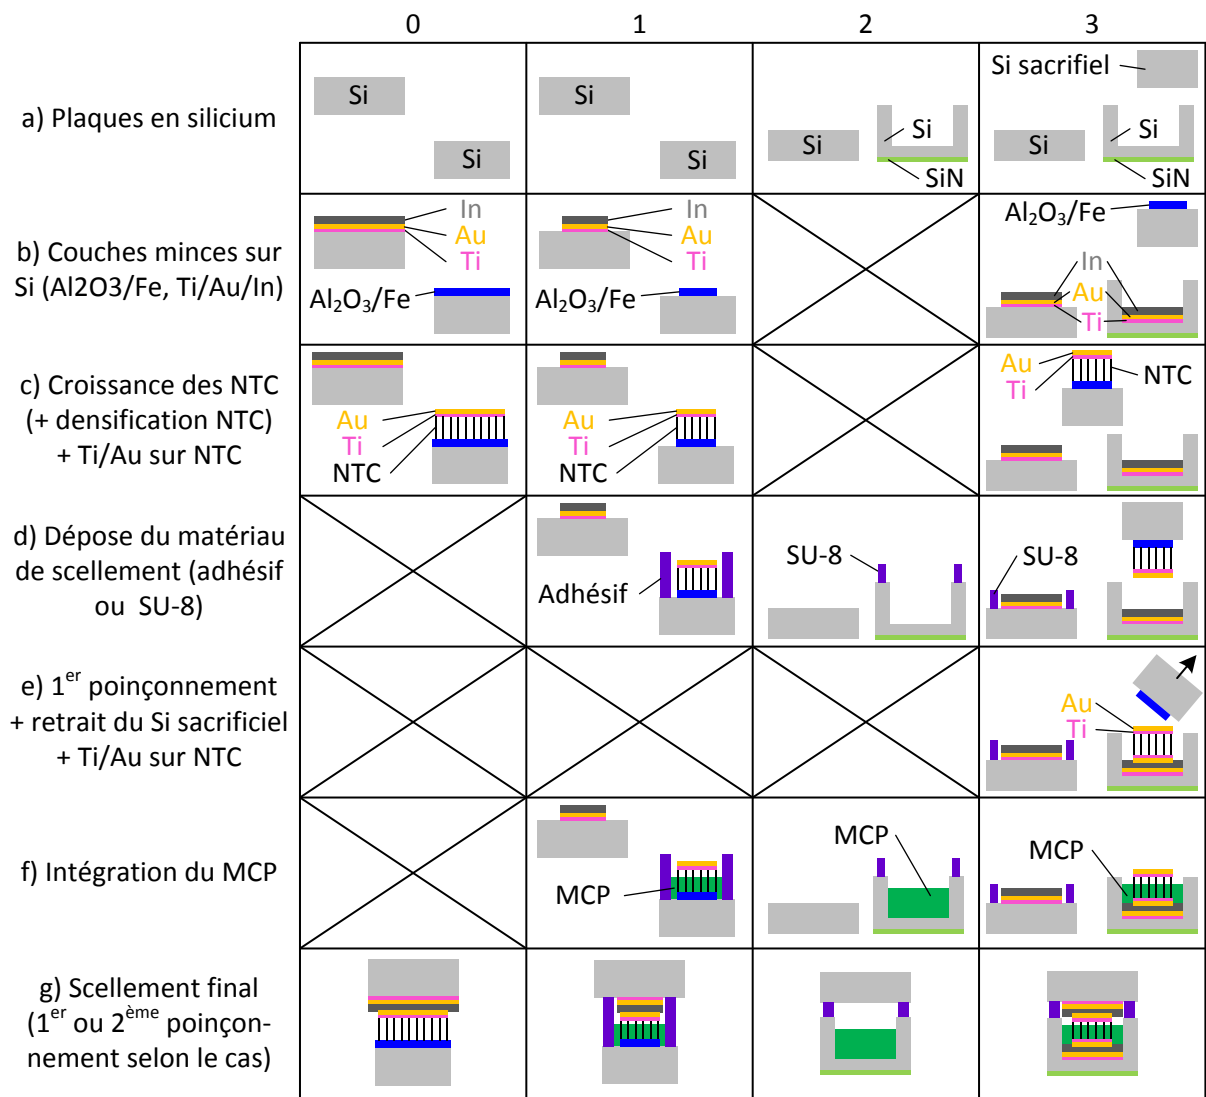 0 1 2 3
a) Plaques en silicium
Si
Si
Si
Si
Si
Si
SiN
Si sacrifiel
Si
Si
SiN
b) Couches minces sur
Si (Al2O3/Fe, Ti/Au/In)
In
Au
Ti
Al₂O₃/Fe
In
Au
Ti
Al₂O₃/Fe
Al₂O₃/Fe
In
Au
Ti
c) Croissance des NTC
(+ densification NTC)
+ Ti/Au sur NTC
Au
Ti
NTC
Au
Ti
NTC
Au
Ti
NTC
d) Dépose du matériau
de scellement (adhésif
ou SU-8)
Adhésif
SU-8
SU-8
e) 1er poinçonnement
+ retrait du Si sacrificiel
+ Ti/Au sur NTC
Au
Ti
f) Intégration du MCP
MCP
MCP
MCP
g) Scellement final
(1er ou 2ème poinçon-
nement selon le cas)